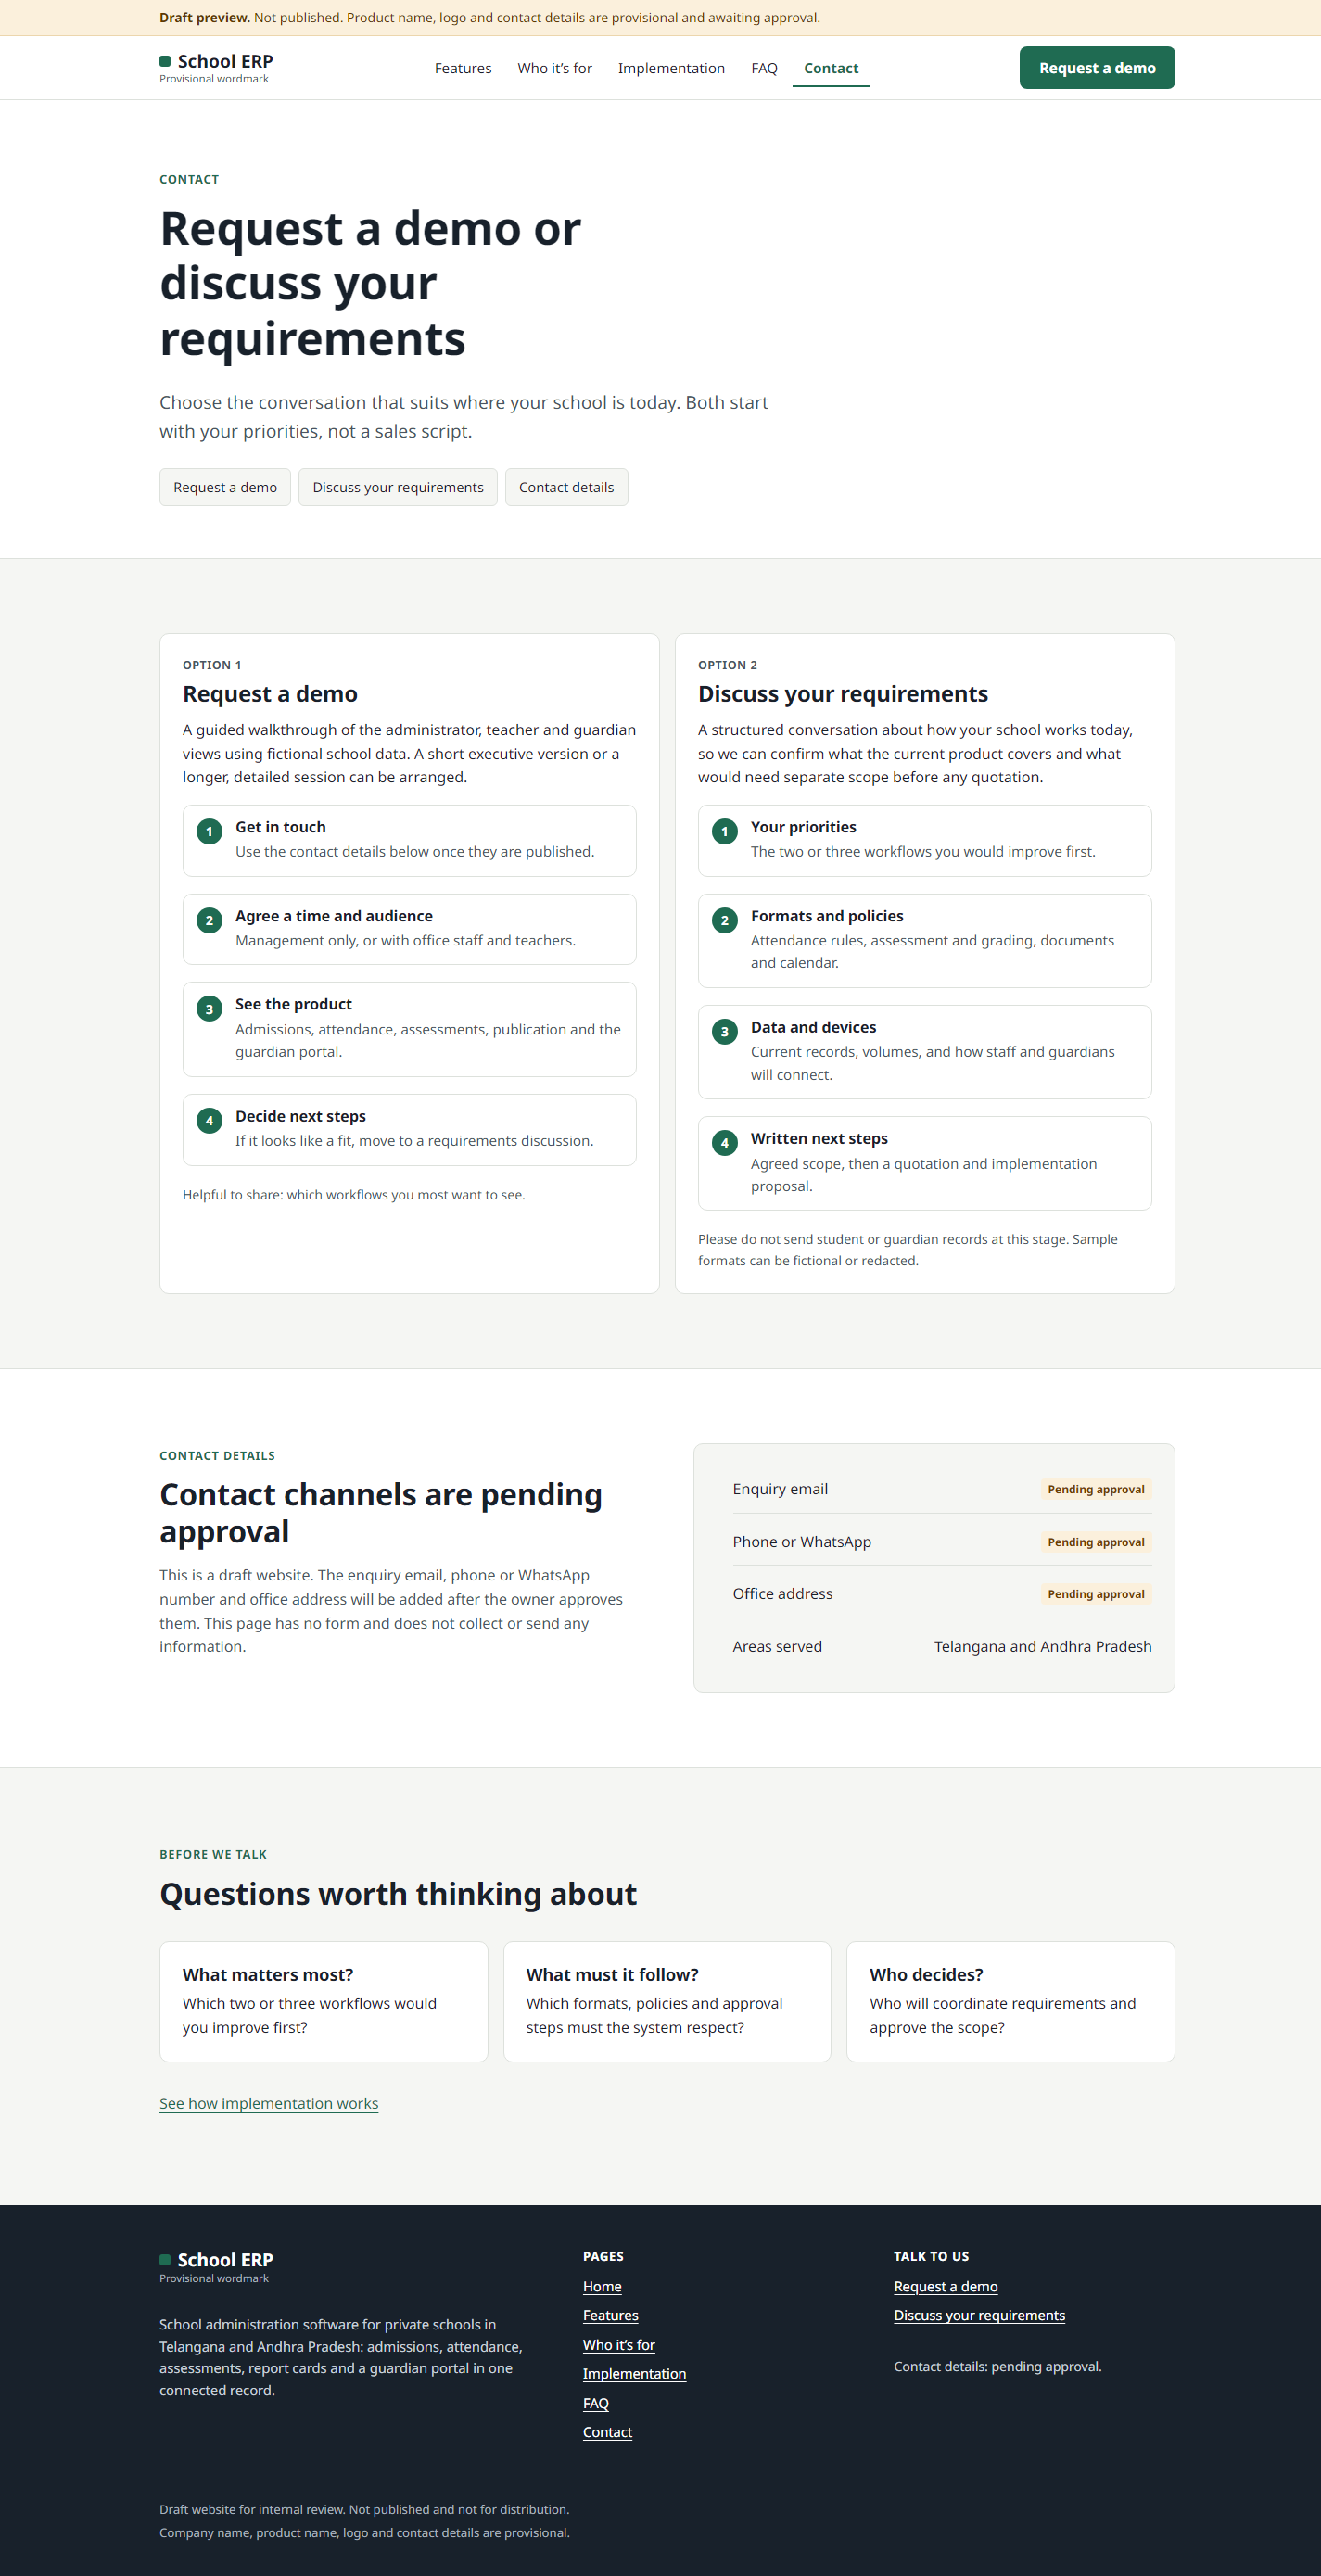 Draft preview. Not published. Product name, logo and contact details are provisional and awaiting approval.
School ERP
Provisional wordmark
Features
Who it’s for
Implementation
FAQ
Contact
Request a demo
CONTACT
Request a demo or
discuss your
requirements
Choose the conversation that suits where your school is today. Both start
with your priorities, not a sales script.
Request a demo
Discuss your requirements
Contact details
OPTION 1
Request a demo
A guided walkthrough of the administrator, teacher and guardian
views using fictional school data. A short executive version or a
longer, detailed session can be arranged.
1
Get in touch
Use the contact details below once they are published.
2
Agree a time and audience
Management only, or with office staff and teachers.
3
See the product
Admissions, attendance, assessments, publication and the
guardian portal.
4
Decide next steps
If it looks like a fit, move to a requirements discussion.
Helpful to share: which workflows you most want to see.
OPTION 2
Discuss your requirements
A structured conversation about how your school works today,
so we can confirm what the current product covers and what
would need separate scope before any quotation.
1
Your priorities
The two or three workflows you would improve first.
2
Formats and policies
Attendance rules, assessment and grading, documents
and calendar.
3
Data and devices
Current records, volumes, and how staff and guardians
will connect.
4
Written next steps
Agreed scope, then a quotation and implementation
proposal.
Please do not send student or guardian records at this stage. Sample
formats can be fictional or redacted.
CONTACT DETAILS
Contact channels are pending
approval
This is a draft website. The enquiry email, phone or WhatsApp
number and office address will be added after the owner approves
them. This page has no form and does not collect or send any
information.
Enquiry email
Pending approval
Phone or WhatsApp
Pending approval
Office address
Pending approval
Areas served
Telangana and Andhra Pradesh
BEFORE WE TALK
Questions worth thinking about
What matters most?
Which two or three workflows would
you improve first?
What must it follow?
Which formats, policies and approval
steps must the system respect?
Who decides?
Who will coordinate requirements and
approve the scope?
See how implementation works
School ERP
Provisional wordmark
School administration software for private schools in
Telangana and Andhra Pradesh: admissions, attendance,
assessments, report cards and a guardian portal in one
connected record.
PAGES
Home
Features
Who it’s for
Implementation
FAQ
Contact
TALK TO US
Request a demo
Discuss your requirements
Contact details: pending approval.
Draft website for internal review. Not published and not for distribution.
Company name, product name, logo and contact details are provisional.